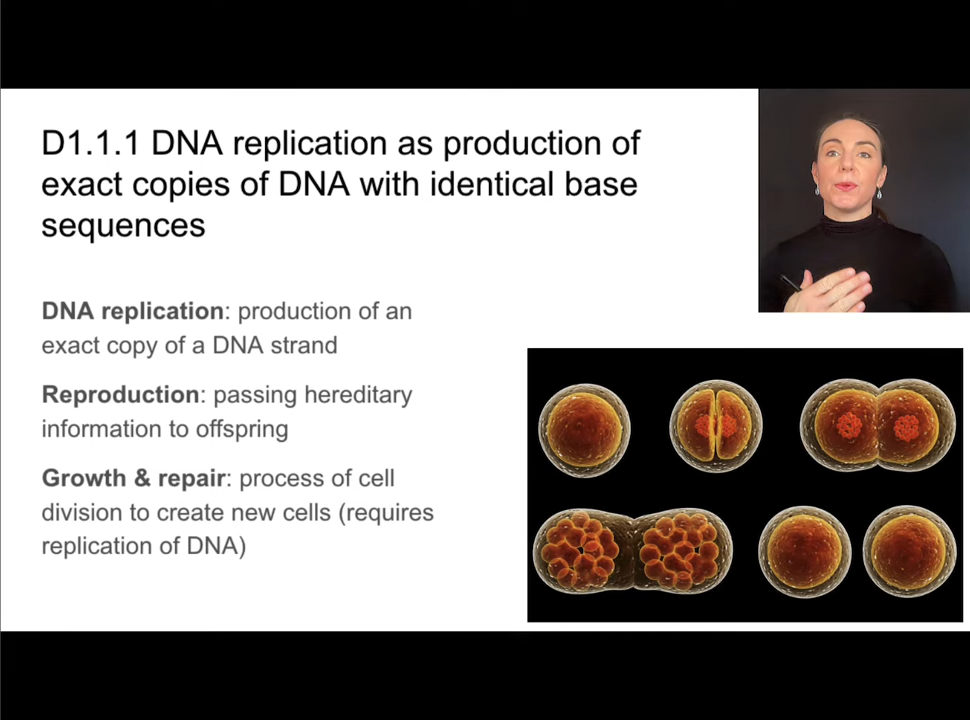 D1.1.1 DNA replication as production of
exact copies of DNA with identical base
sequences
DNA replication: production of an
exact copy of a DNA strand
Reproduction: passing hereditary
information to offspring
Growth & repair: process of cell
division to create new cells (requires
replication of DNA)